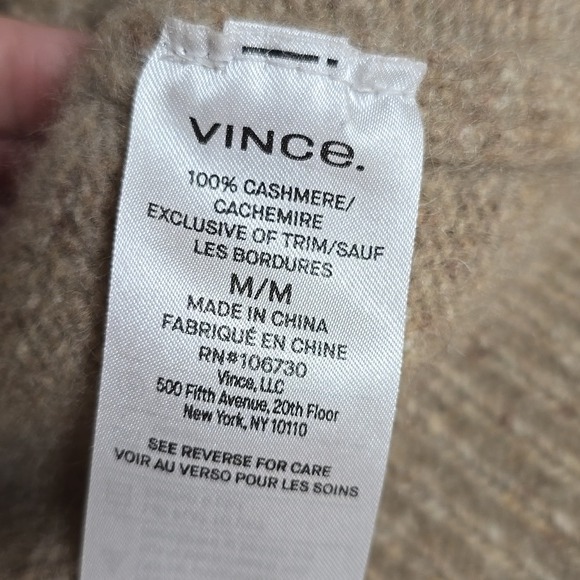 VINCE.
100% CASHMERE/
CACHEMIRE
EXCLUSIVE OF TRIM/SAUF
LES BORDURES
M/M
MADE IN CHINA
FABRIQUÉ EN CHINE
RN#106730
Vince, LLC
500 Fifth Avenue, 20th Floor
New York, NY 10110
SEE REVERSE FOR CARE
VOIR AU VERSO POUR LES SOINS